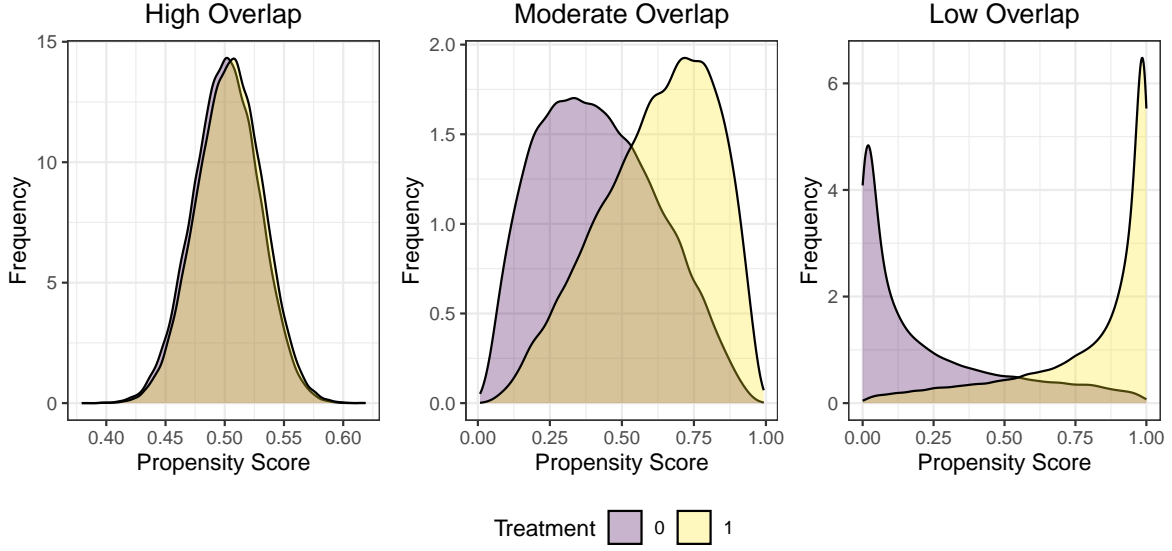 High Overlap
15
10
5
0
Frequency
0.40 0.45 0.50 0.55 0.60
Propensity Score
Moderate Overlap
2.0
1.5
1.0
0.5
0.0
Frequency
0.00 0.25 0.50 0.75 1.00
Propensity Score
Low Overlap
6
4
2
0
Frequency
0.00 0.25 0.50 0.75 1.00
Propensity Score
Treatment 0 1